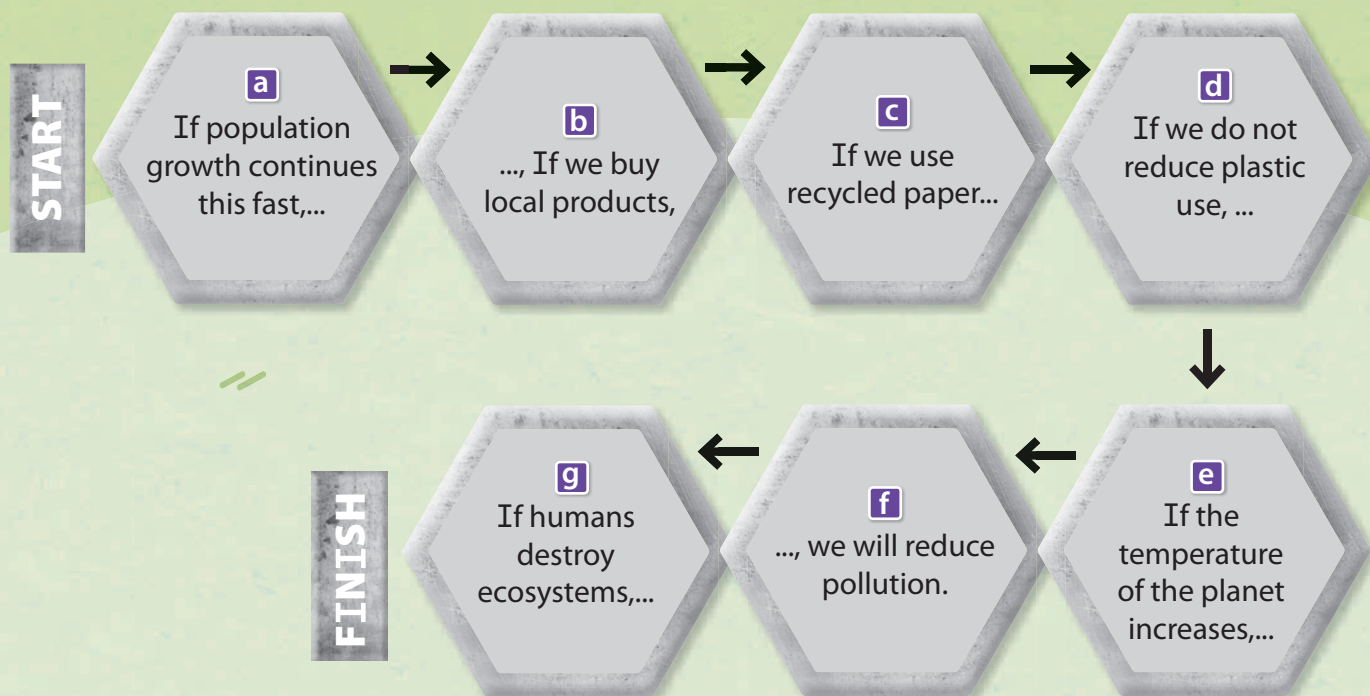 START
a
If population
growth continues
this fast,...
b
..., If we buy
local products,
c
If we use
recycled paper...
d
If we do not
reduce plastic
use, ...
e
If the
temperature
of the planet
increases,...
f
..., we will reduce
pollution.
g
If humans
destroy
ecosystems,...
FINISH